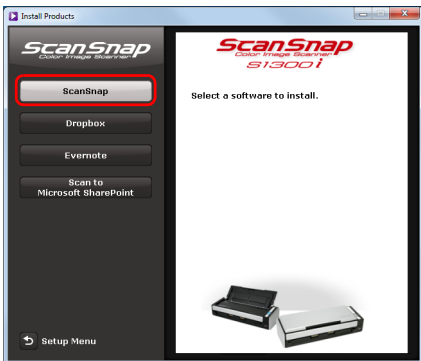 Install Products
ScanSnap
Color Image Scanner
ScanSnap
Dropbox
Evernote
Scan to
Microsoft SharePoint
Setup Menu
ScanSnap
Color Image Scanner
S1300i
Select a software to install.